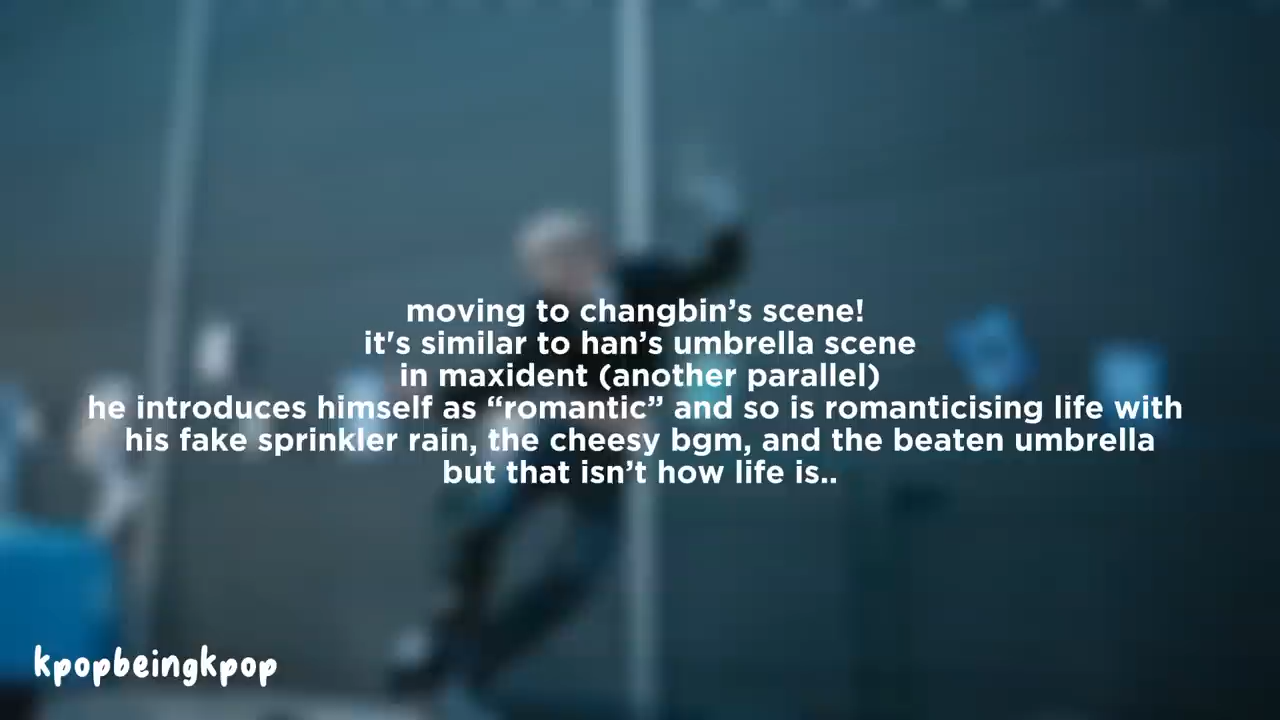 moving to changbin’s scene!
it's similar to han’s umbrella scene
in maxident (another parallel)
he introduces himself as “romantic” and so is romanticising life with
his fake sprinkler rain, the cheesy bgm, and the beaten umbrella
but that isn’t how life is..
kpopbeingkpop